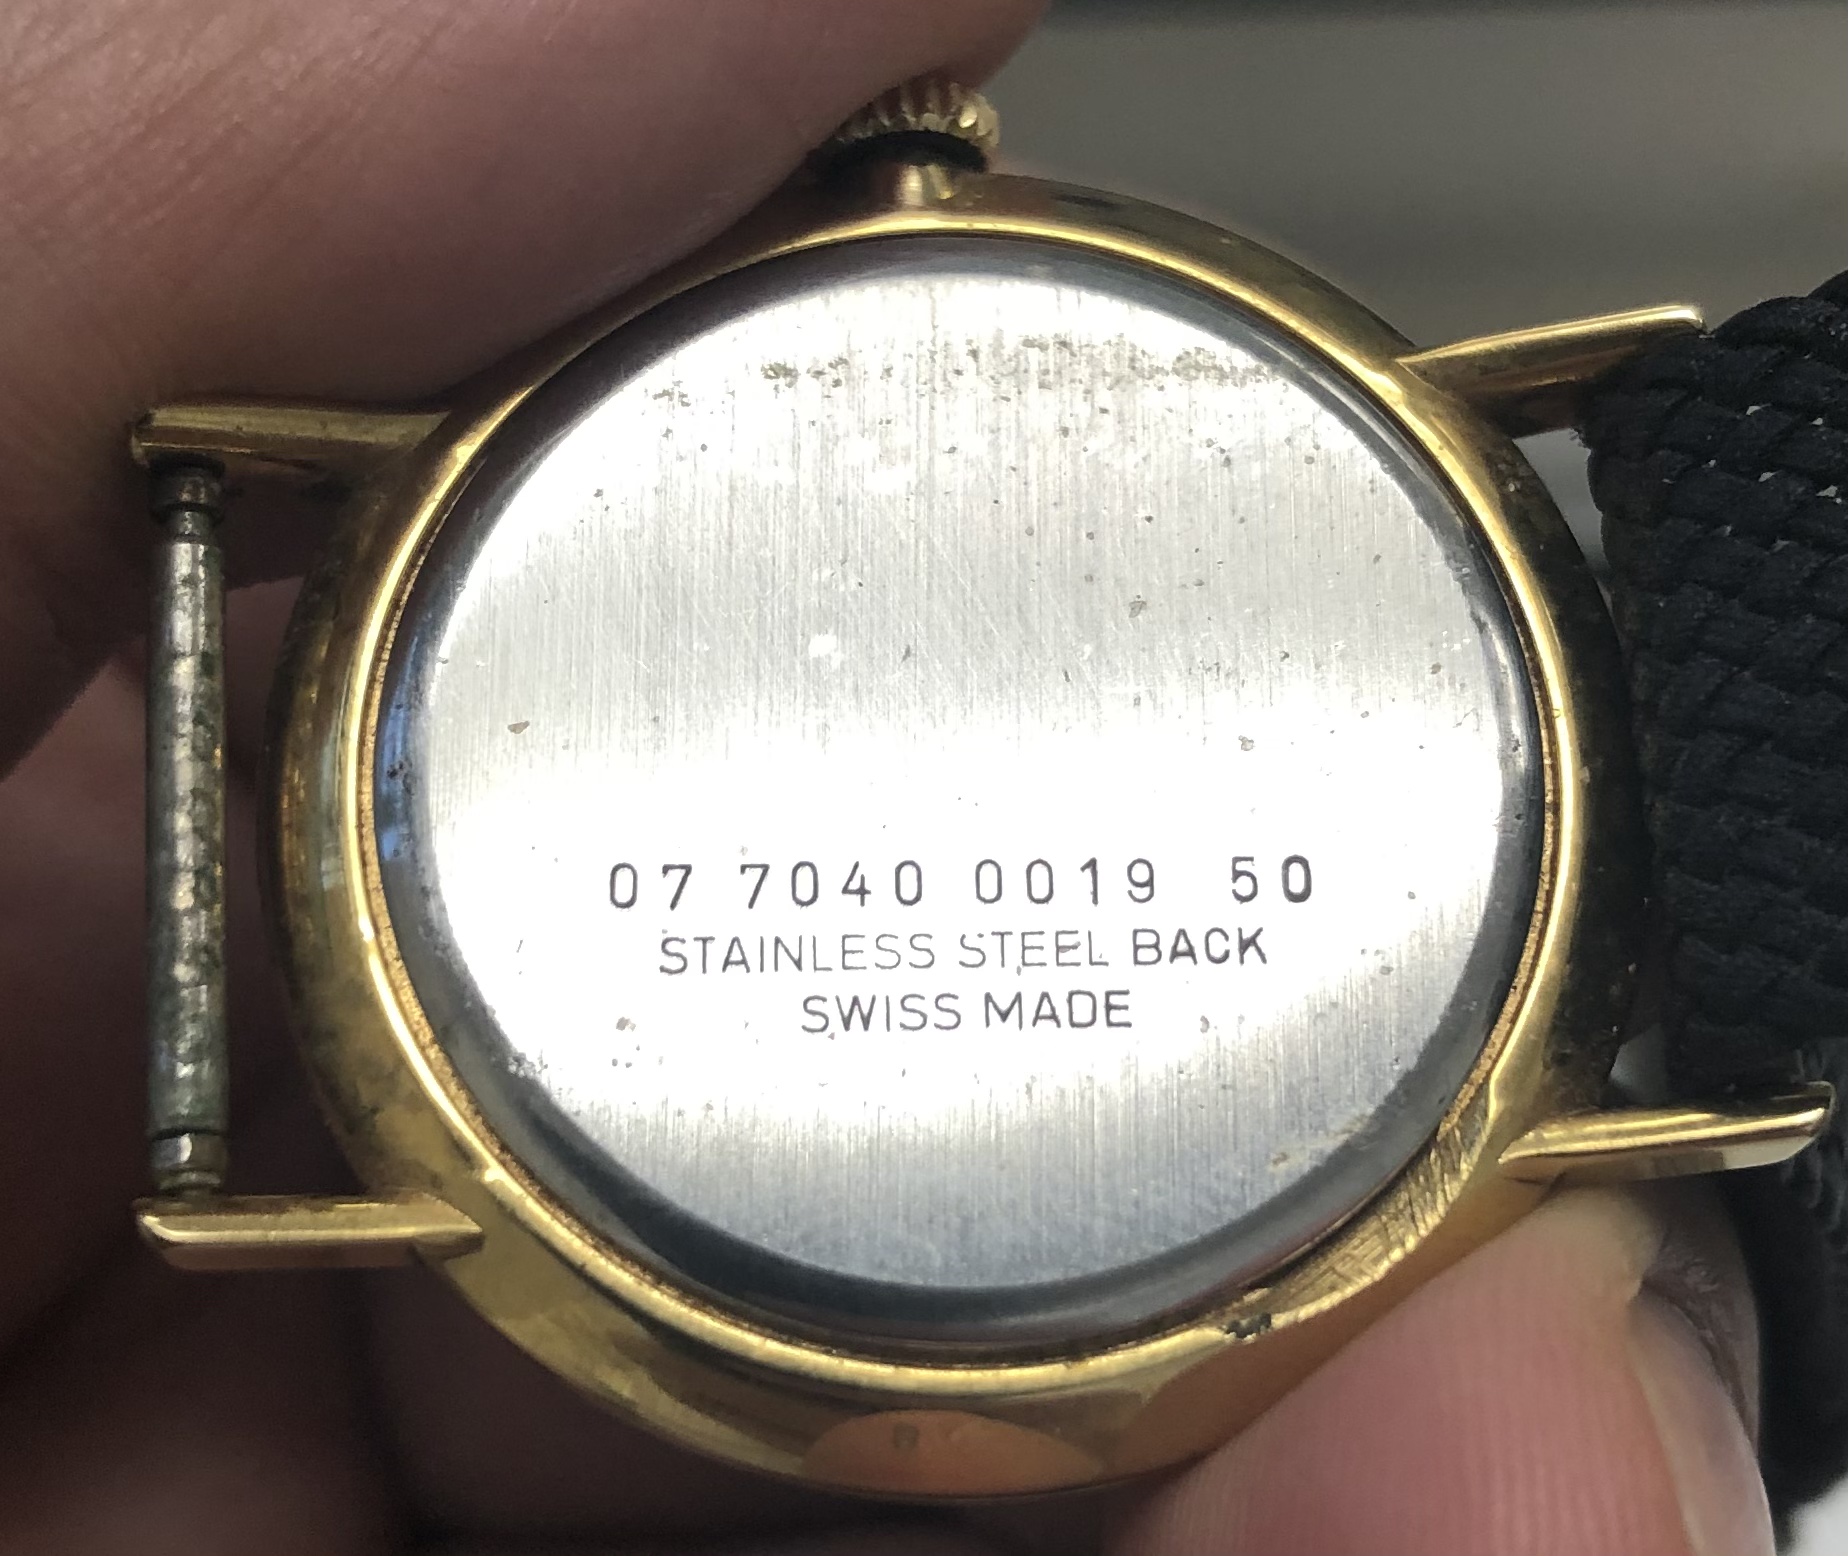 07 7040 0019 50
STAINLESS STEEL BACK
SWISS MADE